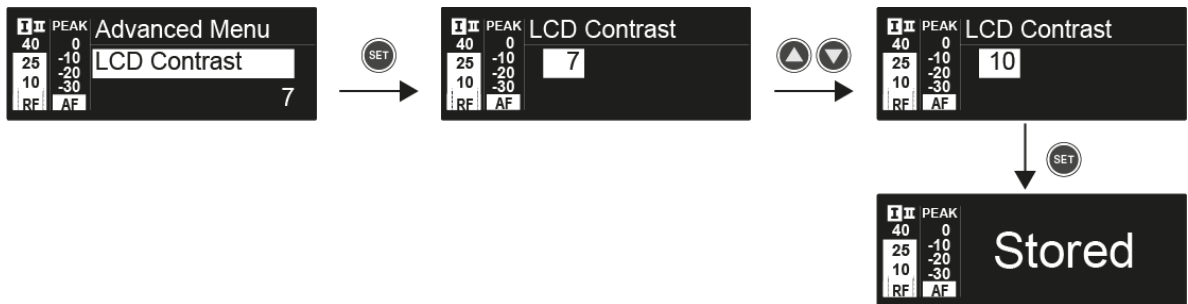 I II PEAK Advanced Menu
40 0
25 -10 LCD Contrast
10 -20
-30
RF AF 7
SET
I II PEAK LCD Contrast
40 0
25 -10 7
10 -20
-30
RF AF
I II PEAK LCD Contrast
40 0
25 -10 10
10 -20
-30
RF AF
SET
I II PEAK
40 0
25 -10 Stored
10 -20
-30
RF AF